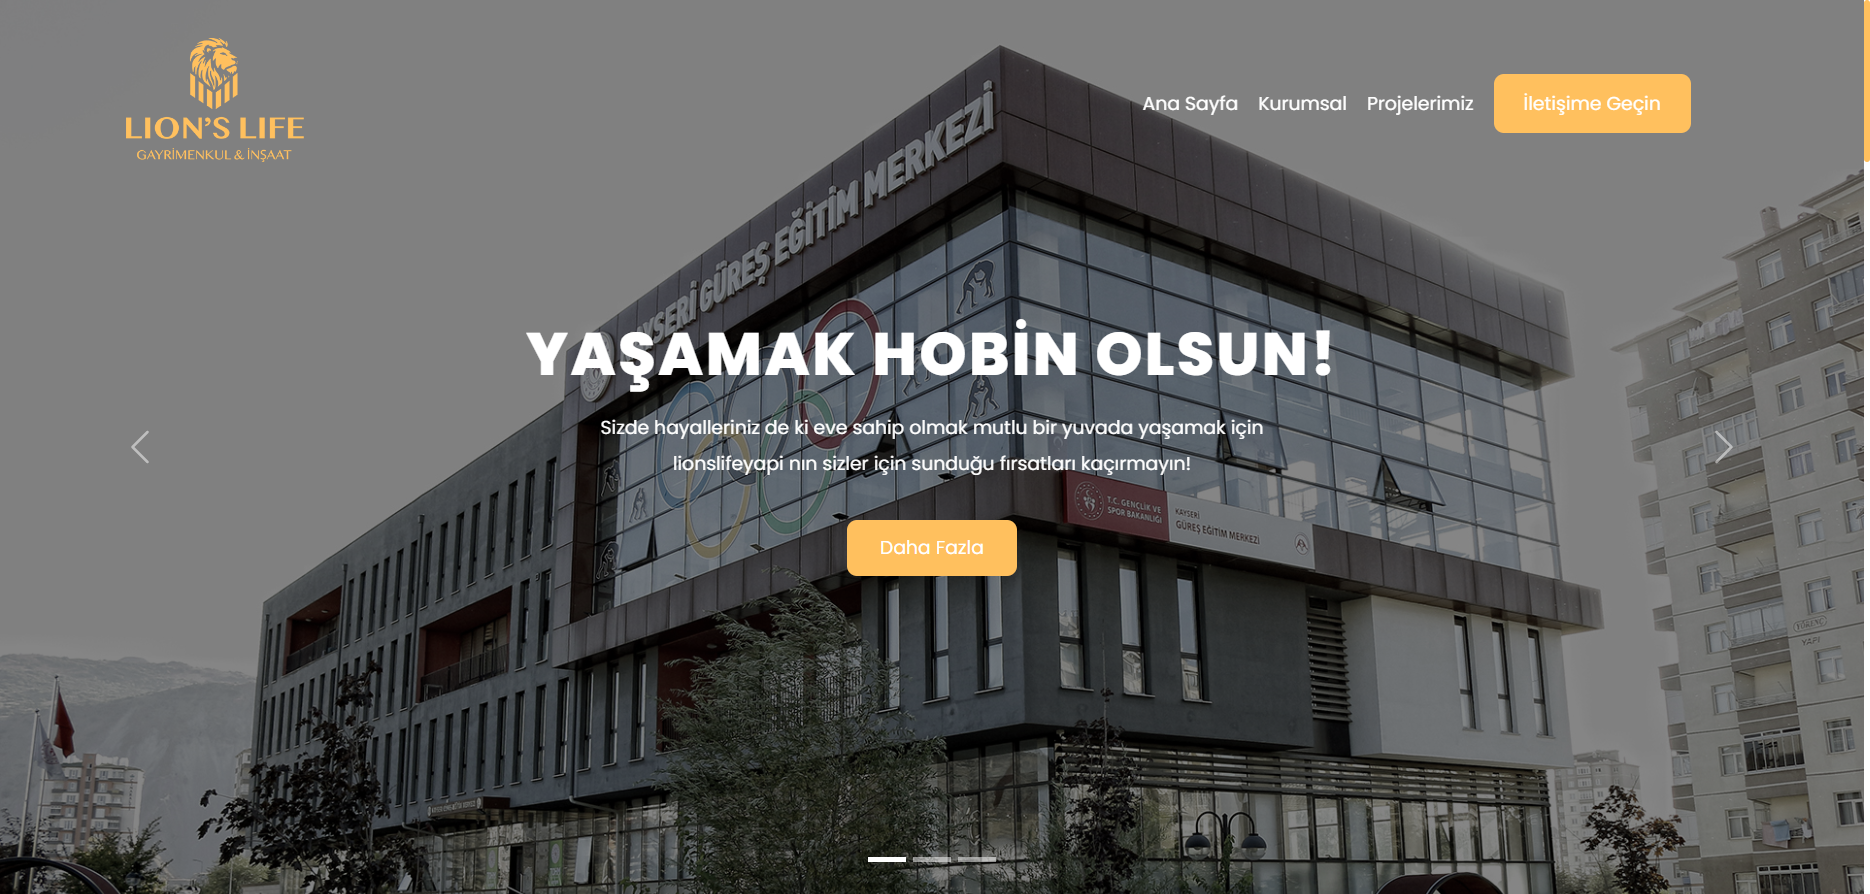 LION'S LIFE
GAYRİMENKUL & İNŞAAT
Ana Sayfa Kurumsal Projelerimiz İletişime Geçin
KAYSERİ GÜREŞ EĞİTİM MERKEZİ
YAŞAMAK HOBİN OLSUN!
Sizde hayalleriniz de ki eve sahip olmak mutlu bir yuvada yaşamak için
lionslifeyapi nın sizler için sunduğu fırsatları kaçırmayın!
T.C. GENÇLİK VE
SPOR BAKANLIĞI
KAYSERİ
GÜREŞ EĞİTİM MERKEZİ
Daha Fazla
YAPI